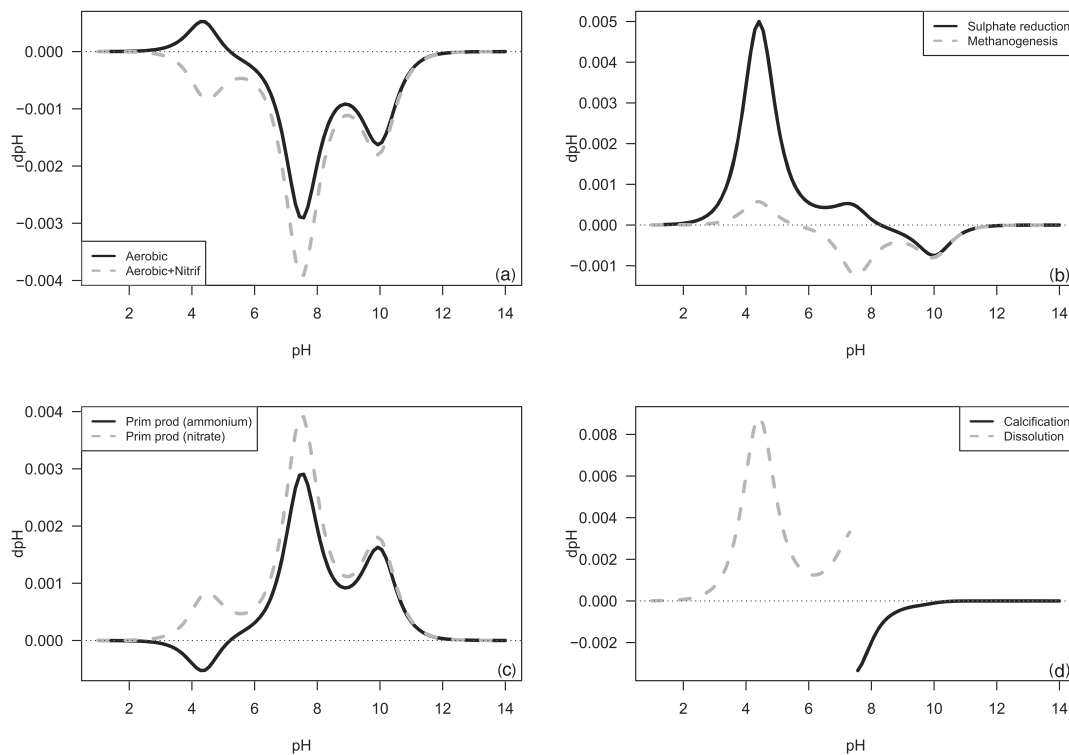 0.000
−0.001
−0.002
−0.003
−0.004
dpH
Aerobic
Aerobic+Nitrif
(a)
2 4 6 8 10 12 14
pH
0.005
0.004
0.003
0.002
0.001
0.000
−0.001
dpH
Sulphate reduction
Methanogenesis
(b)
2 4 6 8 10 12 14
pH
0.004
0.003
0.002
0.001
0.000
dpH
Prim prod (ammonium)
Prim prod (nitrate)
(c)
2 4 6 8 10 12 14
pH
0.008
0.006
0.004
0.002
0.000
−0.002
dpH
Calcification
Dissolution
(d)
2 4 6 8 10 12 14
pH